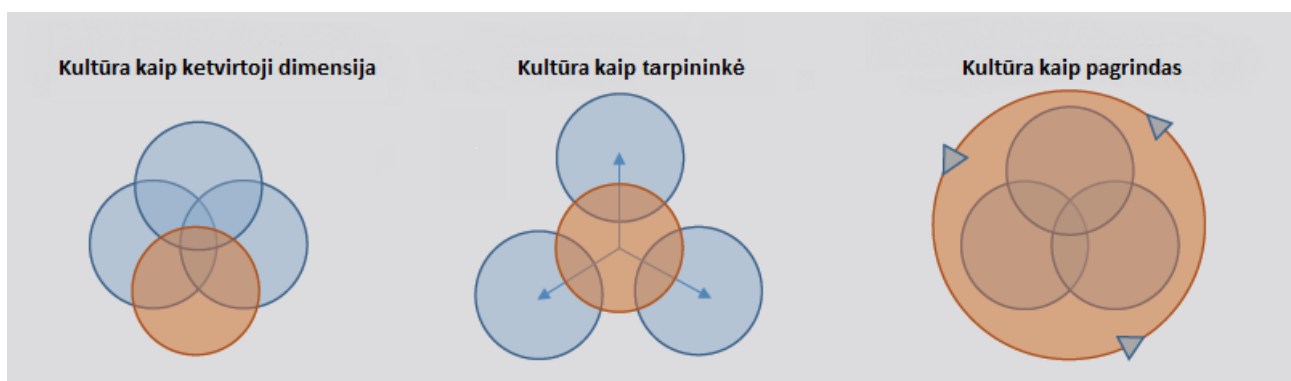 Kultūra kaip ketvirtoji dimensija
Kultūra kaip tarpininkė
Kultūra kaip pagrindas